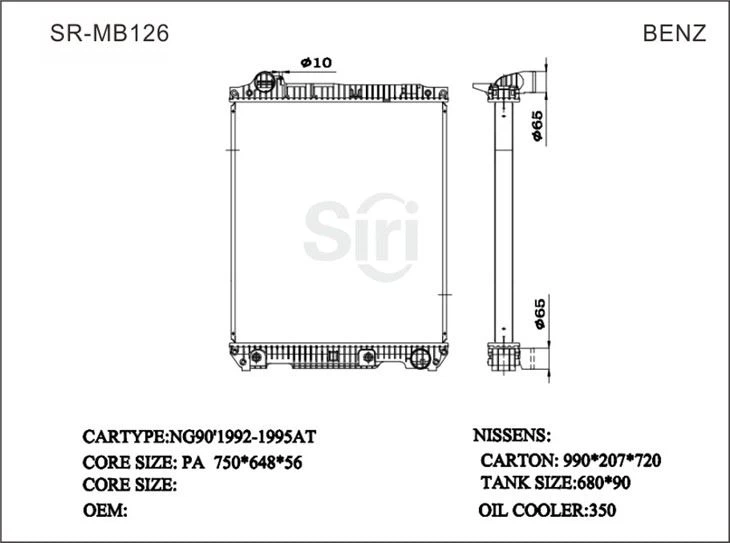 SR-MB126
BENZ
ø10
ø65
Siri
ø65
CARTYPE:NG90'1992-1995AT
NISSENS:
CORE SIZE: PA 750*648*56
CARTON: 990*207*720
CORE SIZE:
TANK SIZE:680*90
OEM:
OIL COOLER:350